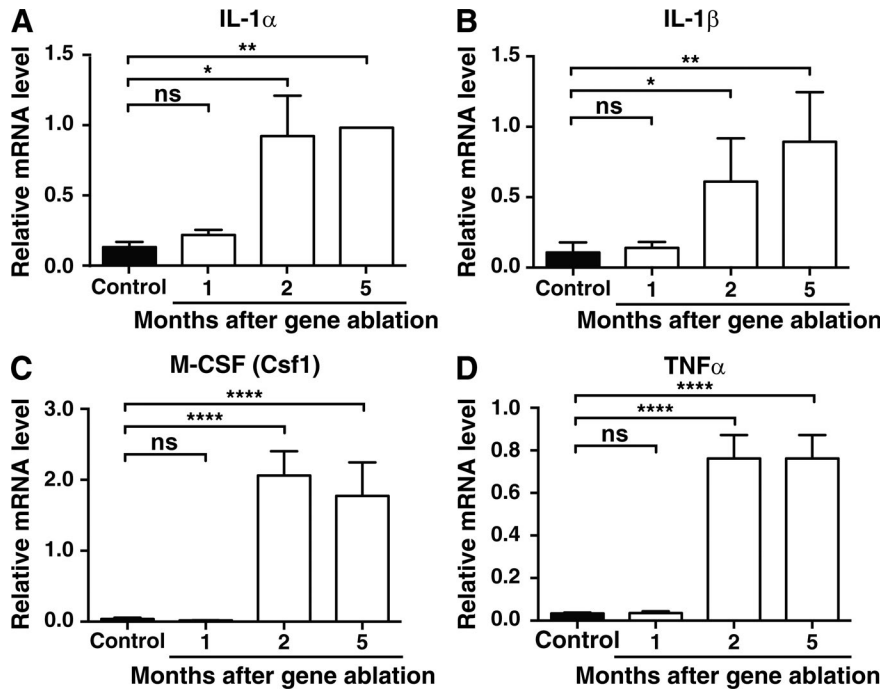 A
IL-1α
Relative mRNA level
1.5
1.0
0.5
0.0
**
*
ns
Control
1
2
5
Months after gene ablation
B
IL-1β
Relative mRNA level
1.5
1.0
0.5
0.0
**
*
ns
Control
1
2
5
Months after gene ablation
C
M-CSF (Csf1)
Relative mRNA level
3.0
2.0
1.0
0.0
****
****
ns
Control
1
2
5
Months after gene ablation
D
TNFα
Relative mRNA level
1.0
0.8
0.6
0.4
0.2
0.0
****
****
ns
Control
1
2
5
Months after gene ablation